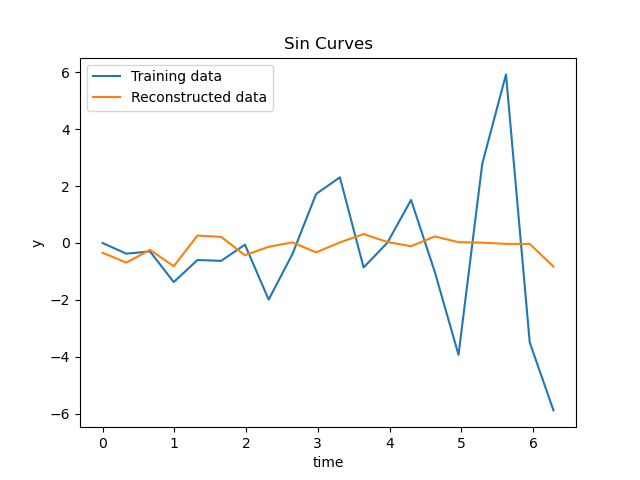 Sin Curves
Training data
Reconstructed data
6
4
2
0
−2
−4
−6
y
0 1 2 3 4 5 6
time